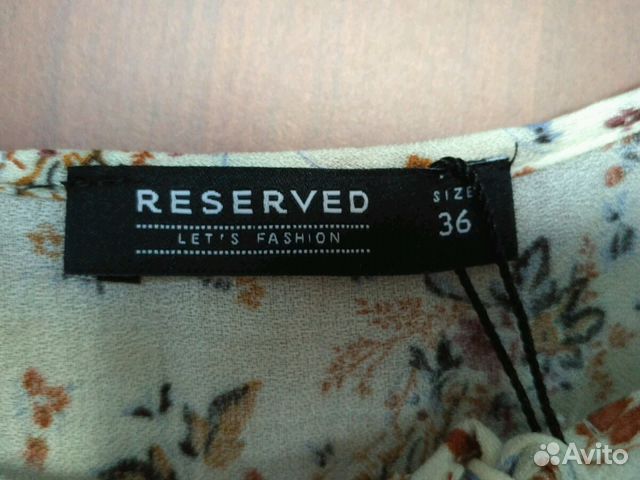 RESERVED
LET'S FASHION
SIZE
36
Avito